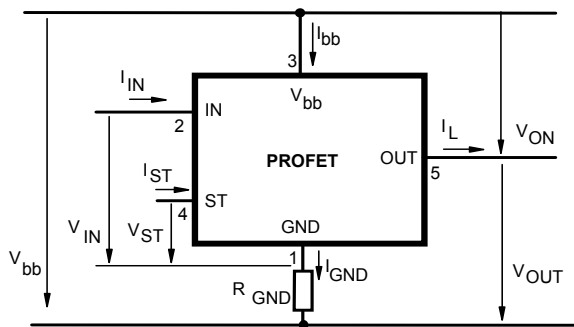 I bb
3
V bb
I IN
IN
2
I L
V ON
PROFET
OUT
5
I ST
ST
4
V IN
V ST
GND
V bb
1
I GND
R GND
V OUT